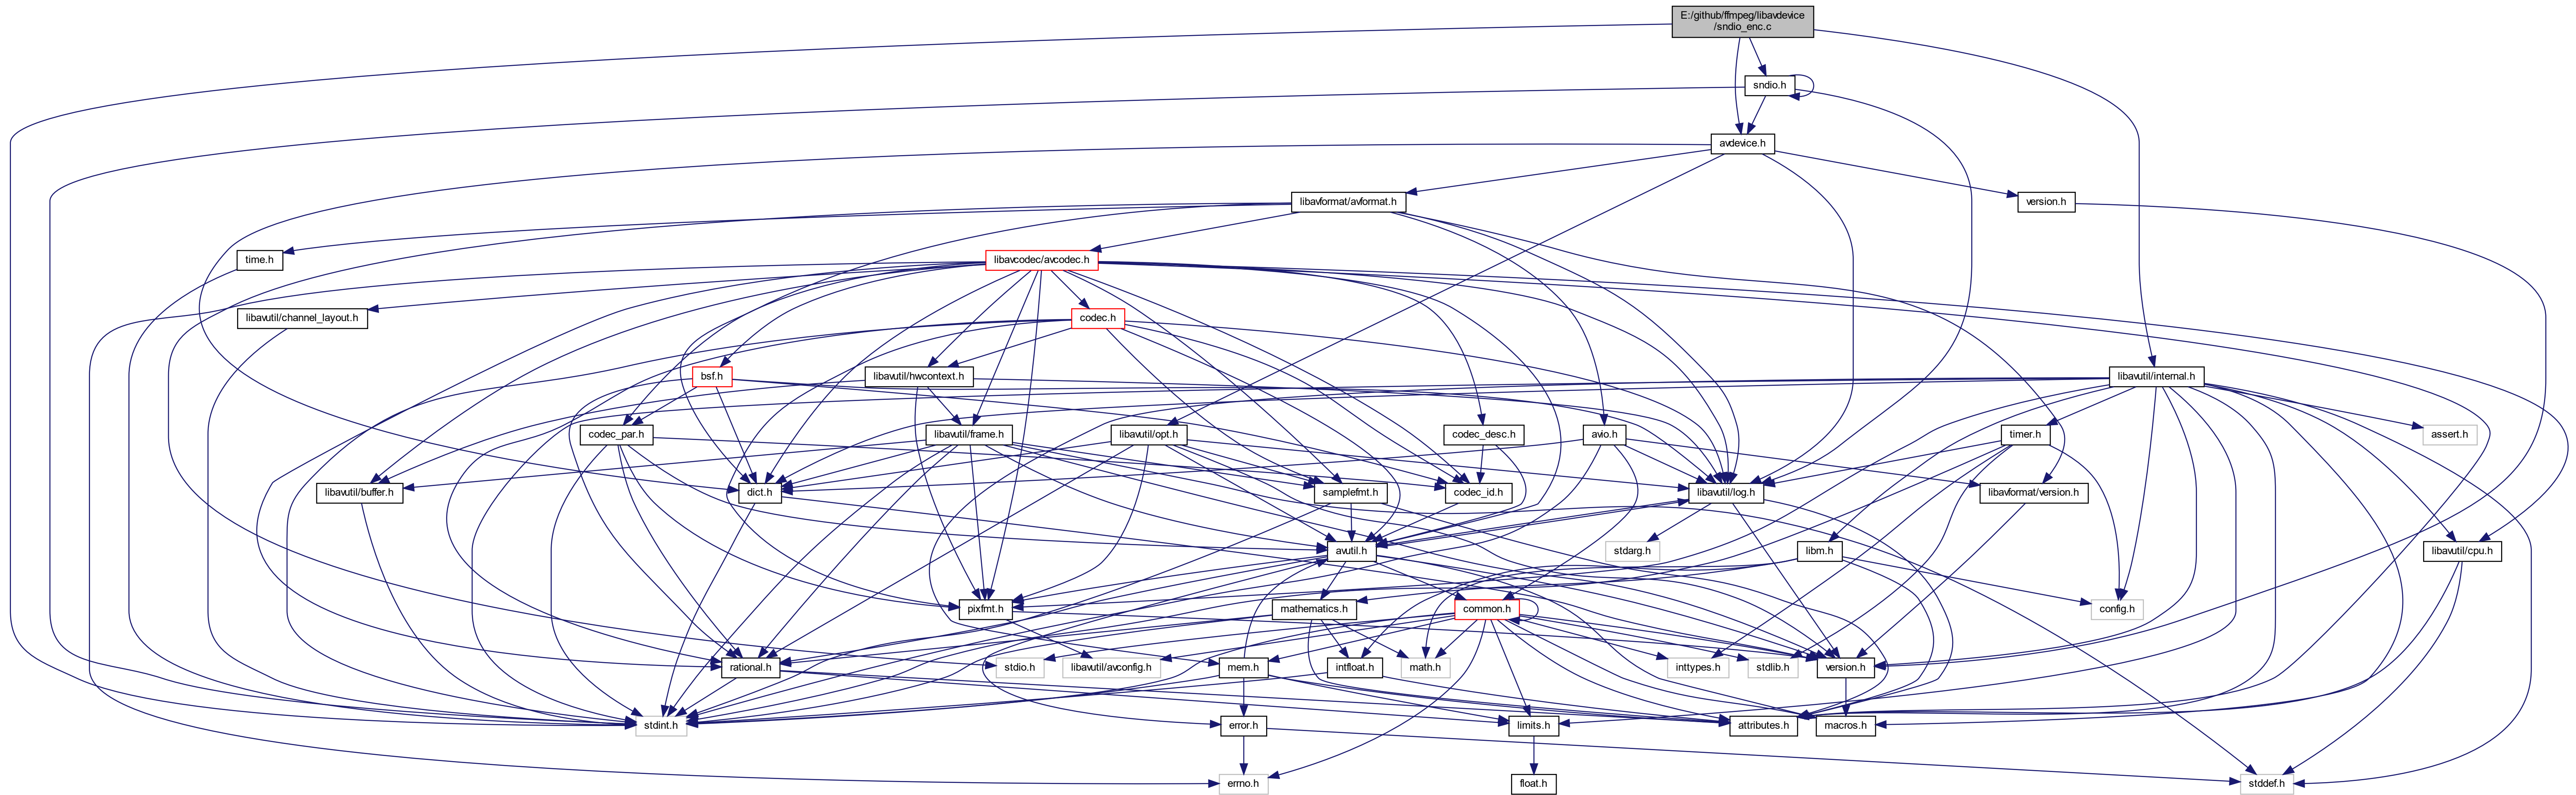 E:/github/ffmpeg/libavdevice
/sndio_enc.c
sndio.h
avdevice.h
libavformat/avformat.h
version.h
time.h
libavcodec/avcodec.h
libavutil/channel_layout.h
codec.h
bsf.h
libavutil/hwcontext.h
libavutil/internal.h
codec_par.h
libavutil/frame.h
libavutil/opt.h
codec_desc.h
avio.h
timer.h
assert.h
libavutil/buffer.h
dict.h
samplefmt.h
codec_id.h
libavutil/log.h
libavformat/version.h
avutil.h
stdarg.h
libm.h
libavutil/cpu.h
pixfmt.h
mathematics.h
common.h
config.h
rational.h
stdio.h
libavutil/avconfig.h
mem.h
intfloat.h
math.h
inttypes.h
stdlib.h
version.h
stdint.h
error.h
limits.h
attributes.h
macros.h
errno.h
float.h
stddef.h